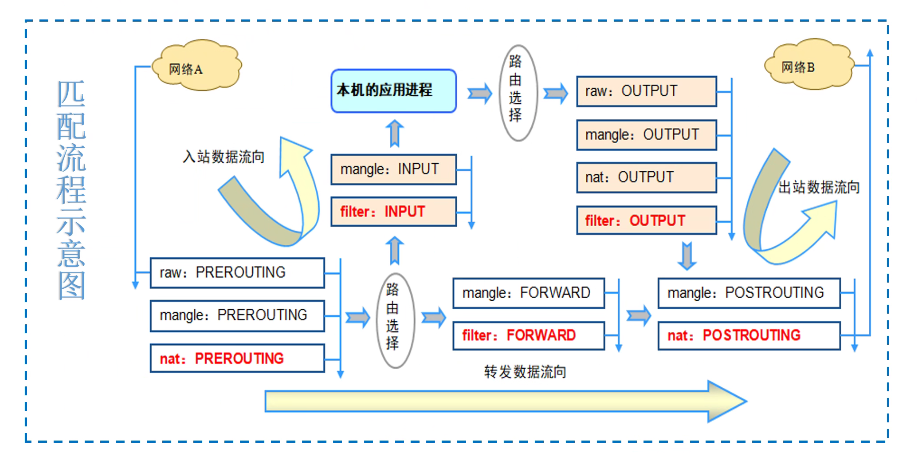 匹配流程示意图
网络A
入站数据流向
raw：PREROUTING
mangle：PREROUTING
nat：PREROUTING
路由选择
mangle：INPUT
filter：INPUT
本机的应用进程
路由选择
raw：OUTPUT
mangle：OUTPUT
nat：OUTPUT
filter：OUTPUT
mangle：FORWARD
filter：FORWARD
mangle：POSTROUTING
nat：POSTROUTING
网络B
出站数据流向
转发数据流向